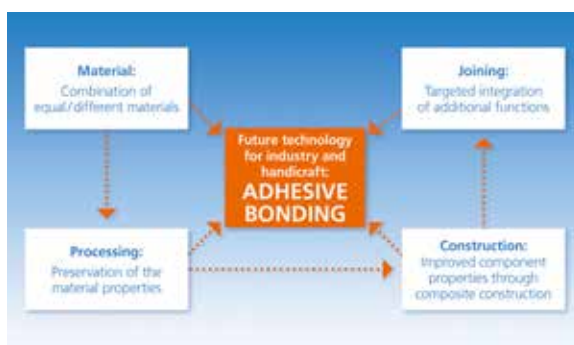 Material:
Combination of
equal/different materials
Joining:
Targeted integration
of additional functions
Future technology
for industry and
handicraft:
ADHESIVE
BONDING
Processing:
Preservation of the
material properties
Construction:
Improved component
properties through
composite construction